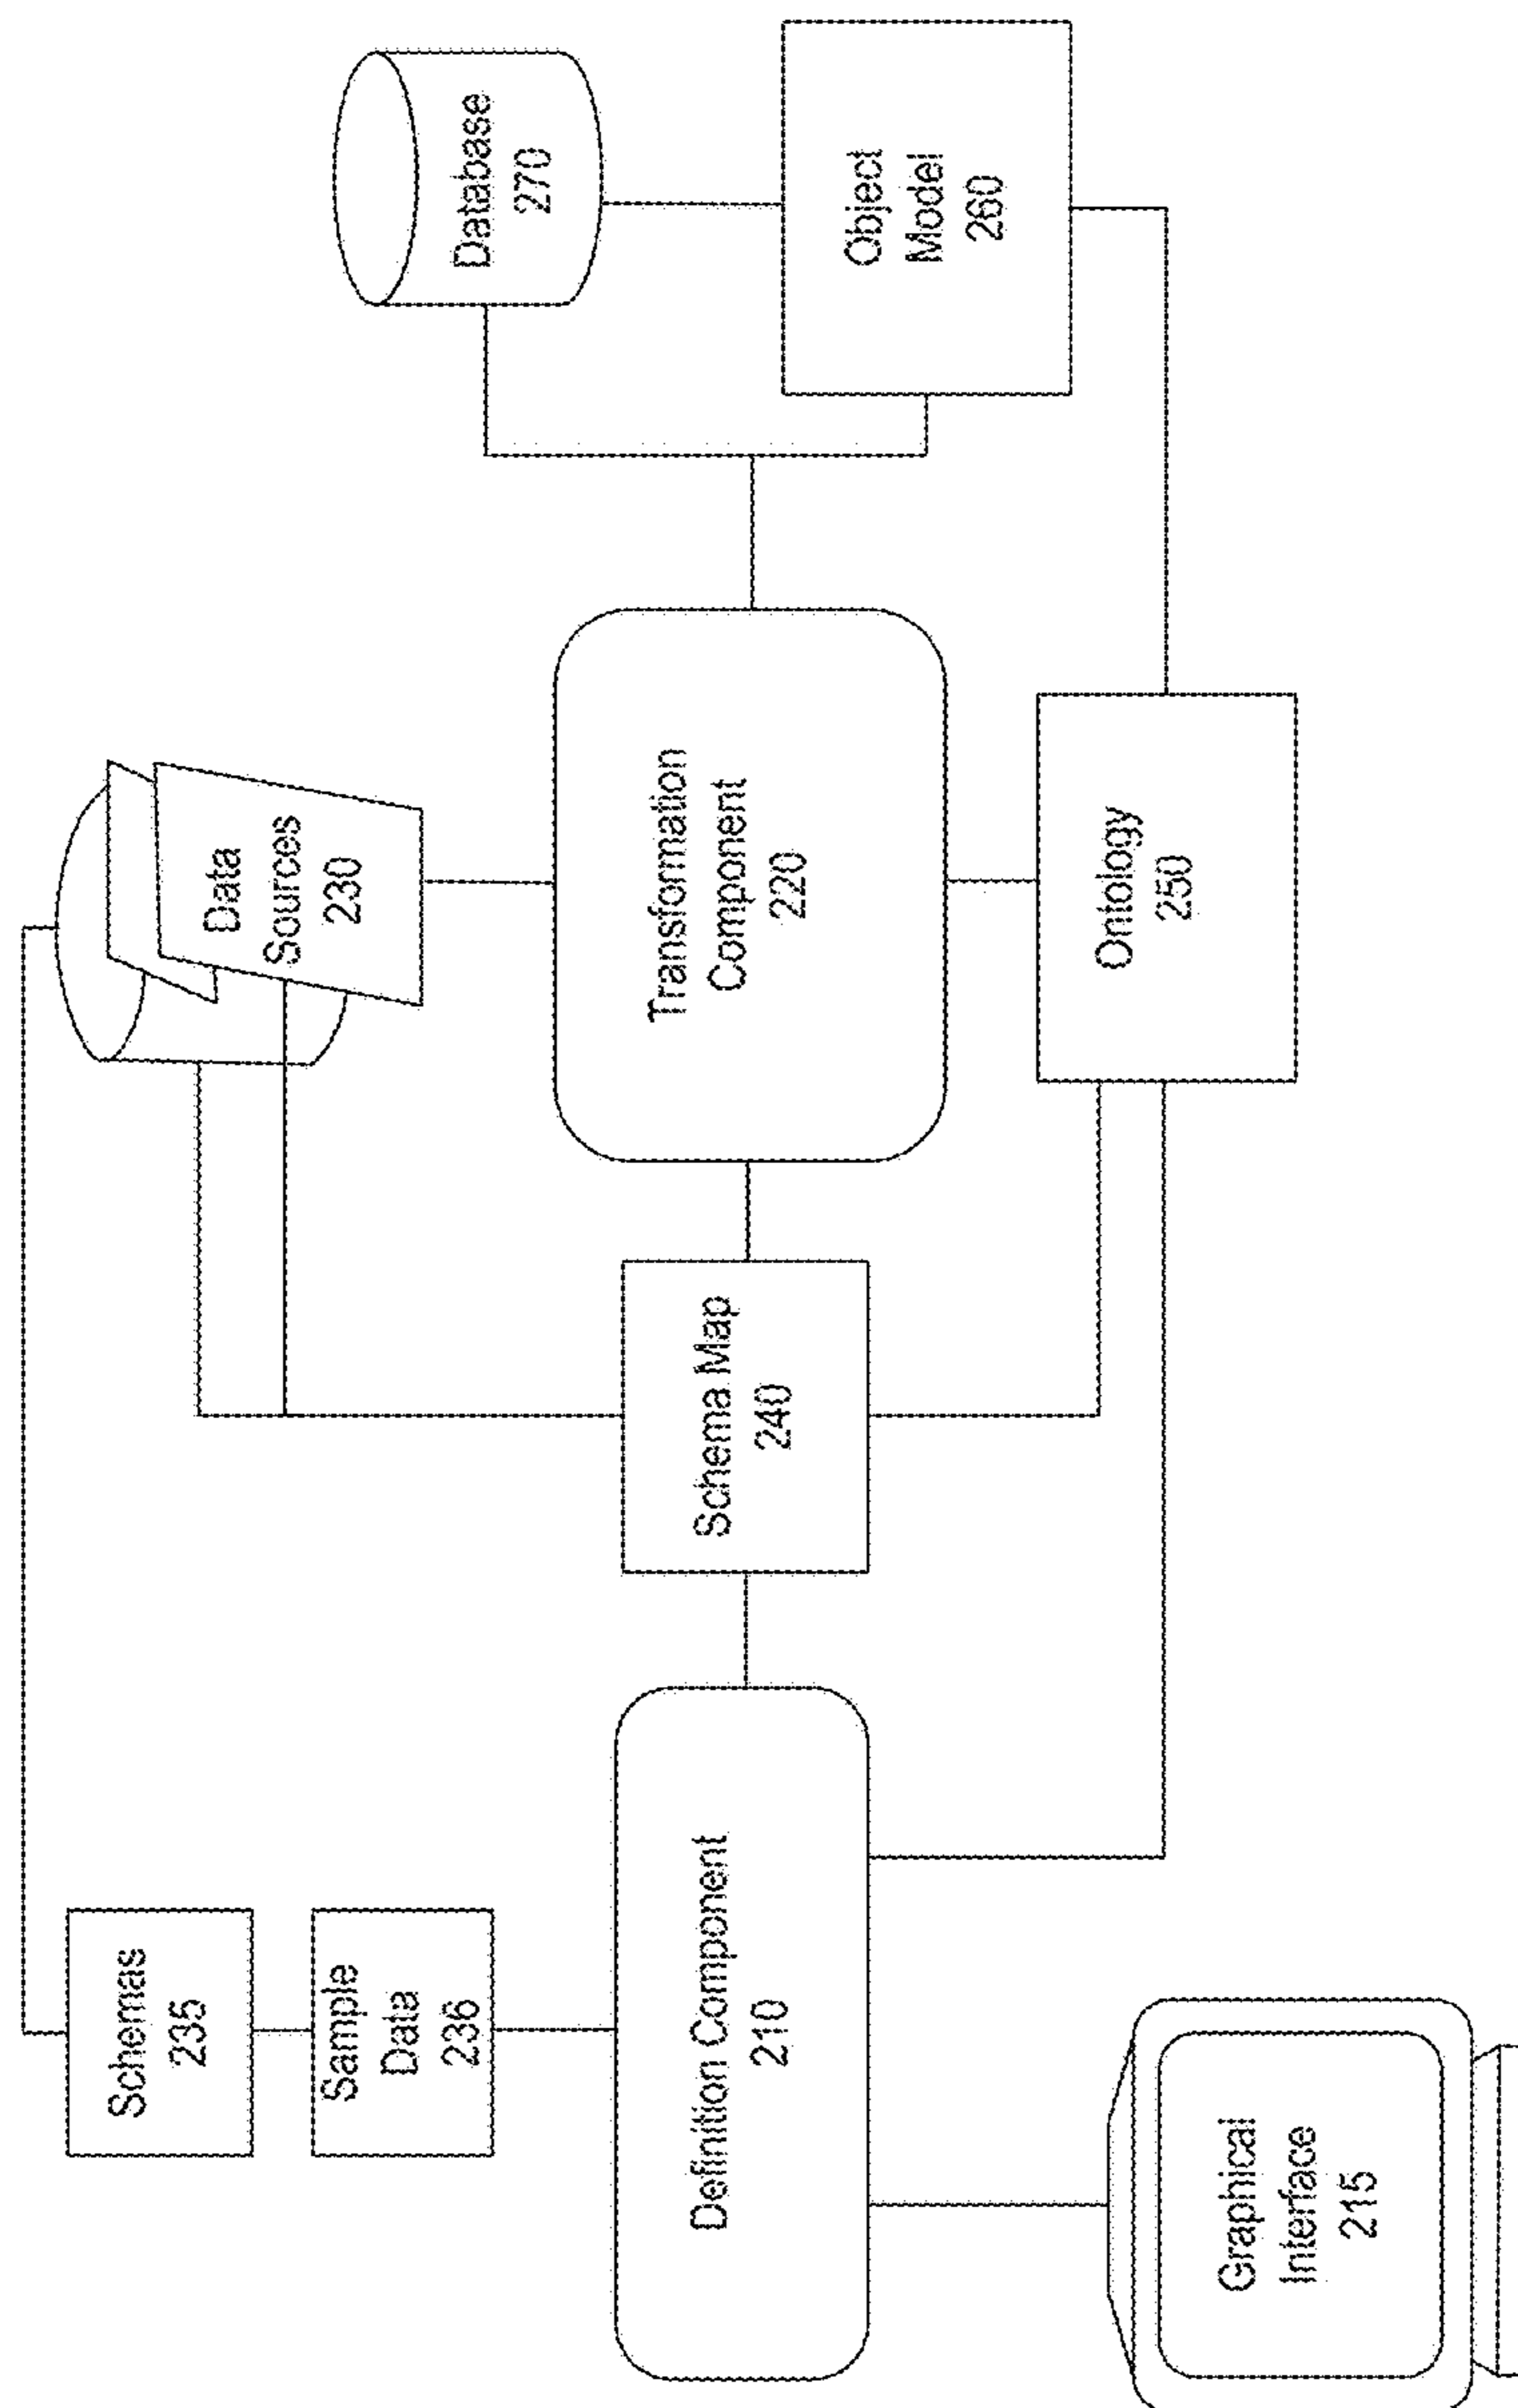 Schemas
235
Sample
Data
236
Definition Component
210
Graphical
Interface
215
Schema Map
240
Data
Sources
230
Transformation
Component
220
Ontology
250
Database
270
Object
Model
260